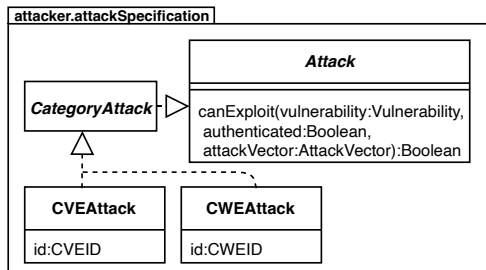 attacker.attackSpecification
Attack
CategoryAttack
canExploit(vulnerability:Vulnerability,
authenticated:Boolean,
attackVector:AttackVector):Boolean
CVEAttack
CWEAttack
id:CVEID
id:CWEID